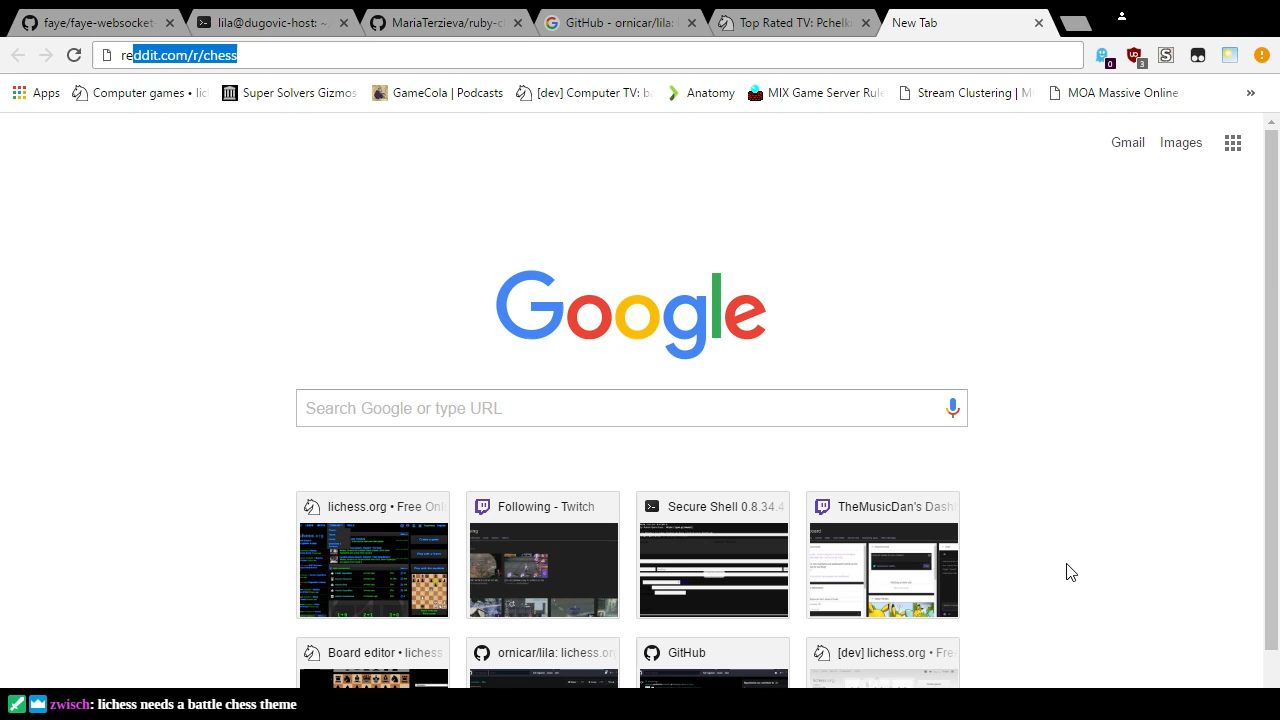 faye/faye-websocket-
lila@dugovic-host: ~
MariaTerzieva/ruby-c
GitHub - ornicar/lila:
Top Rated TV: Pchelk
New Tab
reddit.com/r/chess
0
3
Apps
Computer games • lic
Super Solvers Gizmos
GameCola | Podcasts
[dev] Computer TV: b
Anatomy
MIX Game Server Rule
Stream Clustering | M
MOA Massive Online
»
Gmail
Images
Google
Search Google or type URL
lichess.org • Free Onl
Following - Twitch
Secure Shell 0.8.34.4
TheMusicDan's Dash
Board editor • lichess
ornicar/lila: lichess.or
GitHub
[dev] lichess.org • Fre
zwisch: lichess needs a battle chess theme